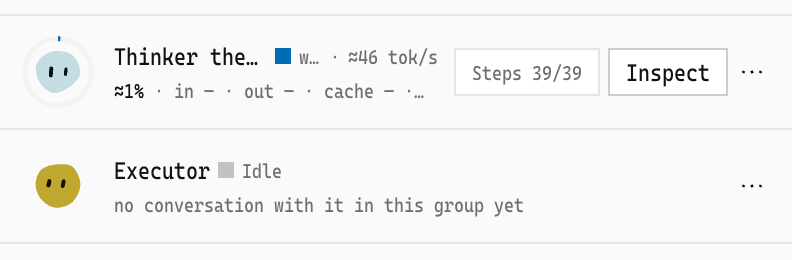 Thinker the… w… · ≈46 tok/s
≈1% · in — · out — · cache — ·…
Steps 39/39
Inspect
...
Executor Idle
no conversation with it in this group yet
...